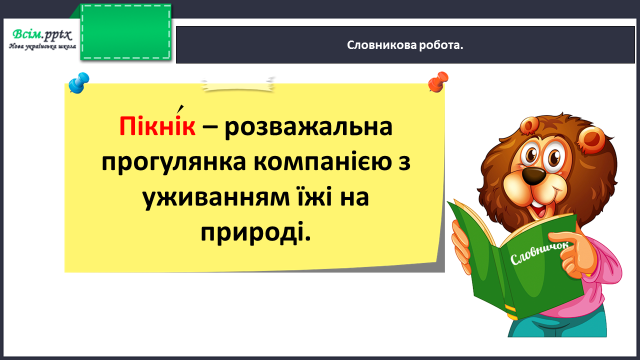 Всім.pptx
Нова українська школа
Словникова робота.
Пікні́к – розважальна
прогулянка компанією з
уживанням їжі на
природі.
Словничок